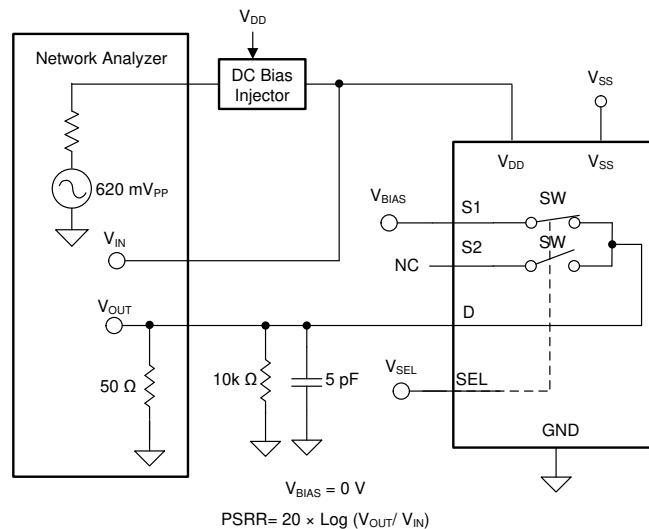 V_DD
Network Analyzer
DC Bias
Injector
V_SS
V_DD
V_SS
620 mV_PP
V_BIAS
S1
SW
V_IN
S2
SW
NC
V_OUT
D
50 Ω
10k Ω
5 pF
V_SEL
SEL
GND
V_BIAS = 0 V
PSRR= 20 × Log (V_OUT/ V_IN)